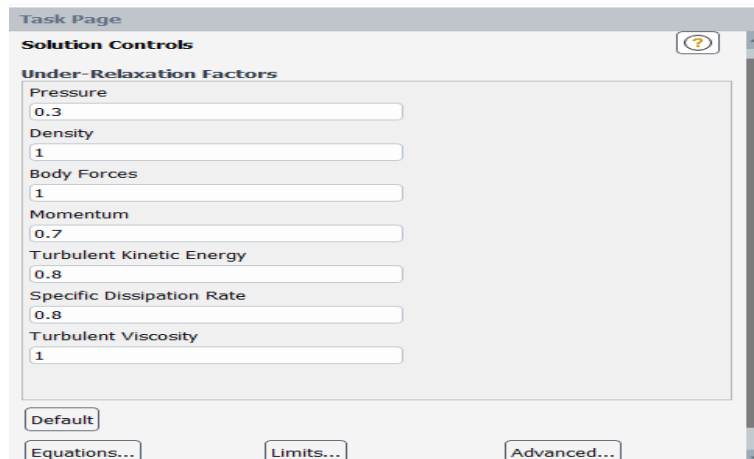 Task Page
Solution Controls
?
Under-Relaxation Factors
Pressure
0.3
Density
1
Body Forces
1
Momentum
0.7
Turbulent Kinetic Energy
0.8
Specific Dissipation Rate
0.8
Turbulent Viscosity
1
Default
Equations... Limits... Advanced...